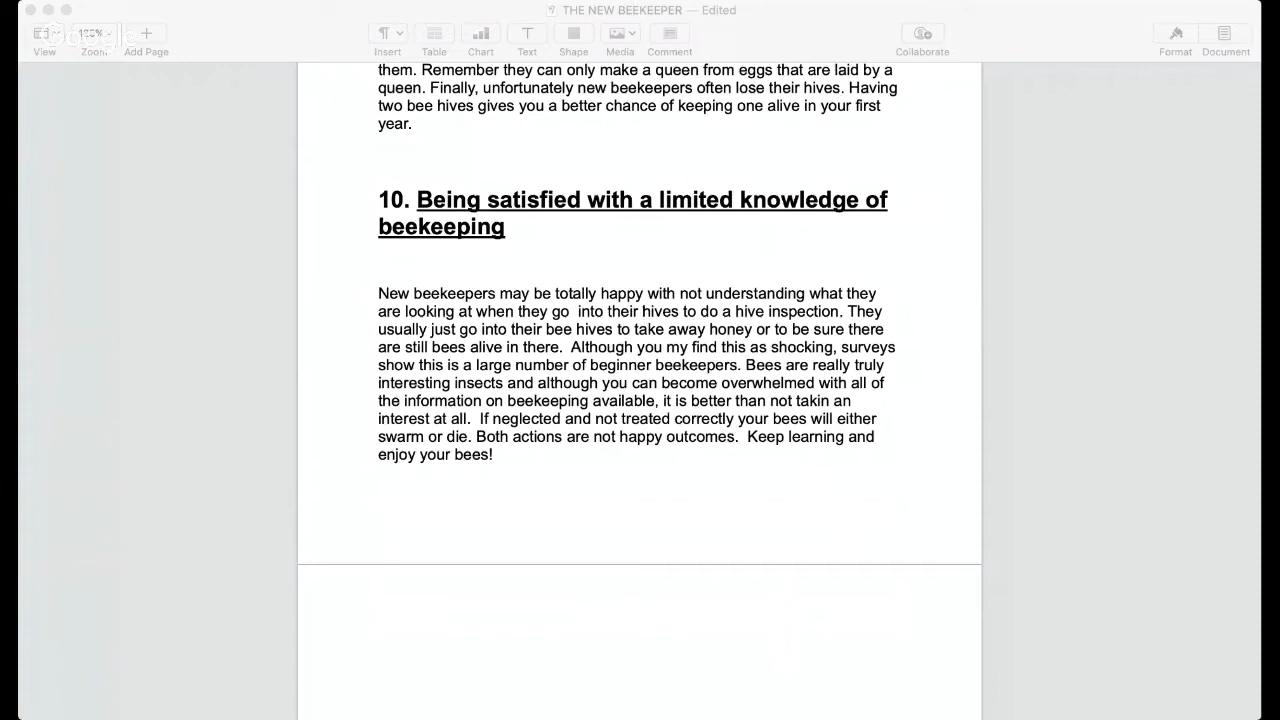 THE NEW BEEKEEPER — Edited
View
Zoom
Add Page
Insert
Table
Chart
Text
Shape
Media
Comment
Collaborate
Format
Document
them. Remember they can only make a queen from eggs that are laid by a
queen. Finally, unfortunately new beekeepers often lose their hives. Having
two bee hives gives you a better chance of keeping one alive in your first
year.
10. Being satisfied with a limited knowledge of
beekeeping
New beekeepers may be totally happy with not understanding what they
are looking at when they go  into their hives to do a hive inspection. They
usually just go into their bee hives to take away honey or to be sure there
are still bees alive in there.  Although you my find this as shocking, surveys
show this is a large number of beginner beekeepers. Bees are really truly
interesting insects and although you can become overwhelmed with all of
the information on beekeeping available, it is better than not takin an
interest at all.  If neglected and not treated correctly your bees will either
swarm or die. Both actions are not happy outcomes.  Keep learning and
enjoy your bees!